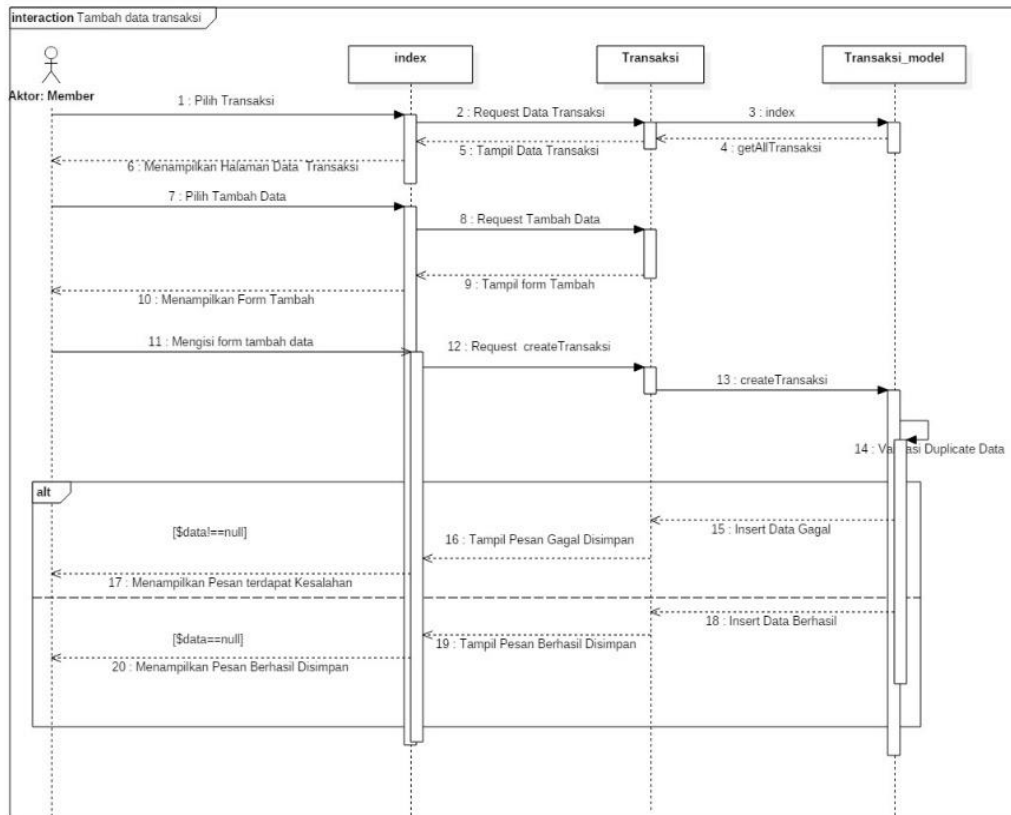 interaction Tambah data transaksi
index
Transaksi
Transaksi_model
Aktor: Member
1 : Pilih Transaksi
2 : Request Data Transaksi
3 : index
4 : getAllTransaksi
5 : Tampil Data Transaksi
6 : Menampilkan Halaman Data Transaksi
7 : Pilih Tambah Data
8 : Request Tambah Data
9 : Tampil form Tambah
10 : Menampilkan Form Tambah
11 : Mengisi form tambah data
12 : Request createTransaksi
13 : createTransaksi
14 : Validasi Duplicate Data
alt
[$data!==null]
15 : Insert Data Gagal
16 : Tampil Pesan Gagal Disimpan
17 : Menampilkan Pesan terdapat Kesalahan
18 : Insert Data Berhasil
[$data==null]
19 : Tampil Pesan Berhasil Disimpan
20 : Menampilkan Pesan Berhasil Disimpan